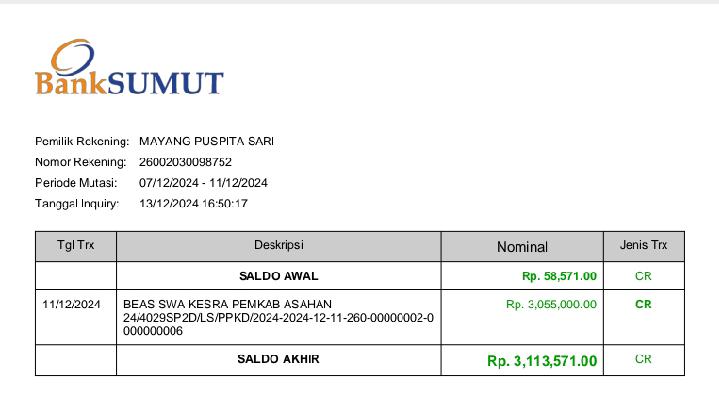 BankSUMUT
Pemilik Rekening: MAYANG PUSPITA SARI
Nomor Rekening: 26002030098752
Periode Mutasi: 07/12/2024 - 11/12/2024
Tanggal Inquiry: 13/12/2024 16:50:17
Tgl Trx Deskripsi Nominal Jenis Trx
SALDO AWAL Rp. 58,571.00 CR
11/12/2024 BEAS SWA KESRA PEMKAB ASAHAN Rp. 3,055,000.00 CR
24/4029SP2D/LS/PPKD/2024-2024-12-11-260-00000002-0
000000006
SALDO AKHIR Rp. 3,113,571.00 CR